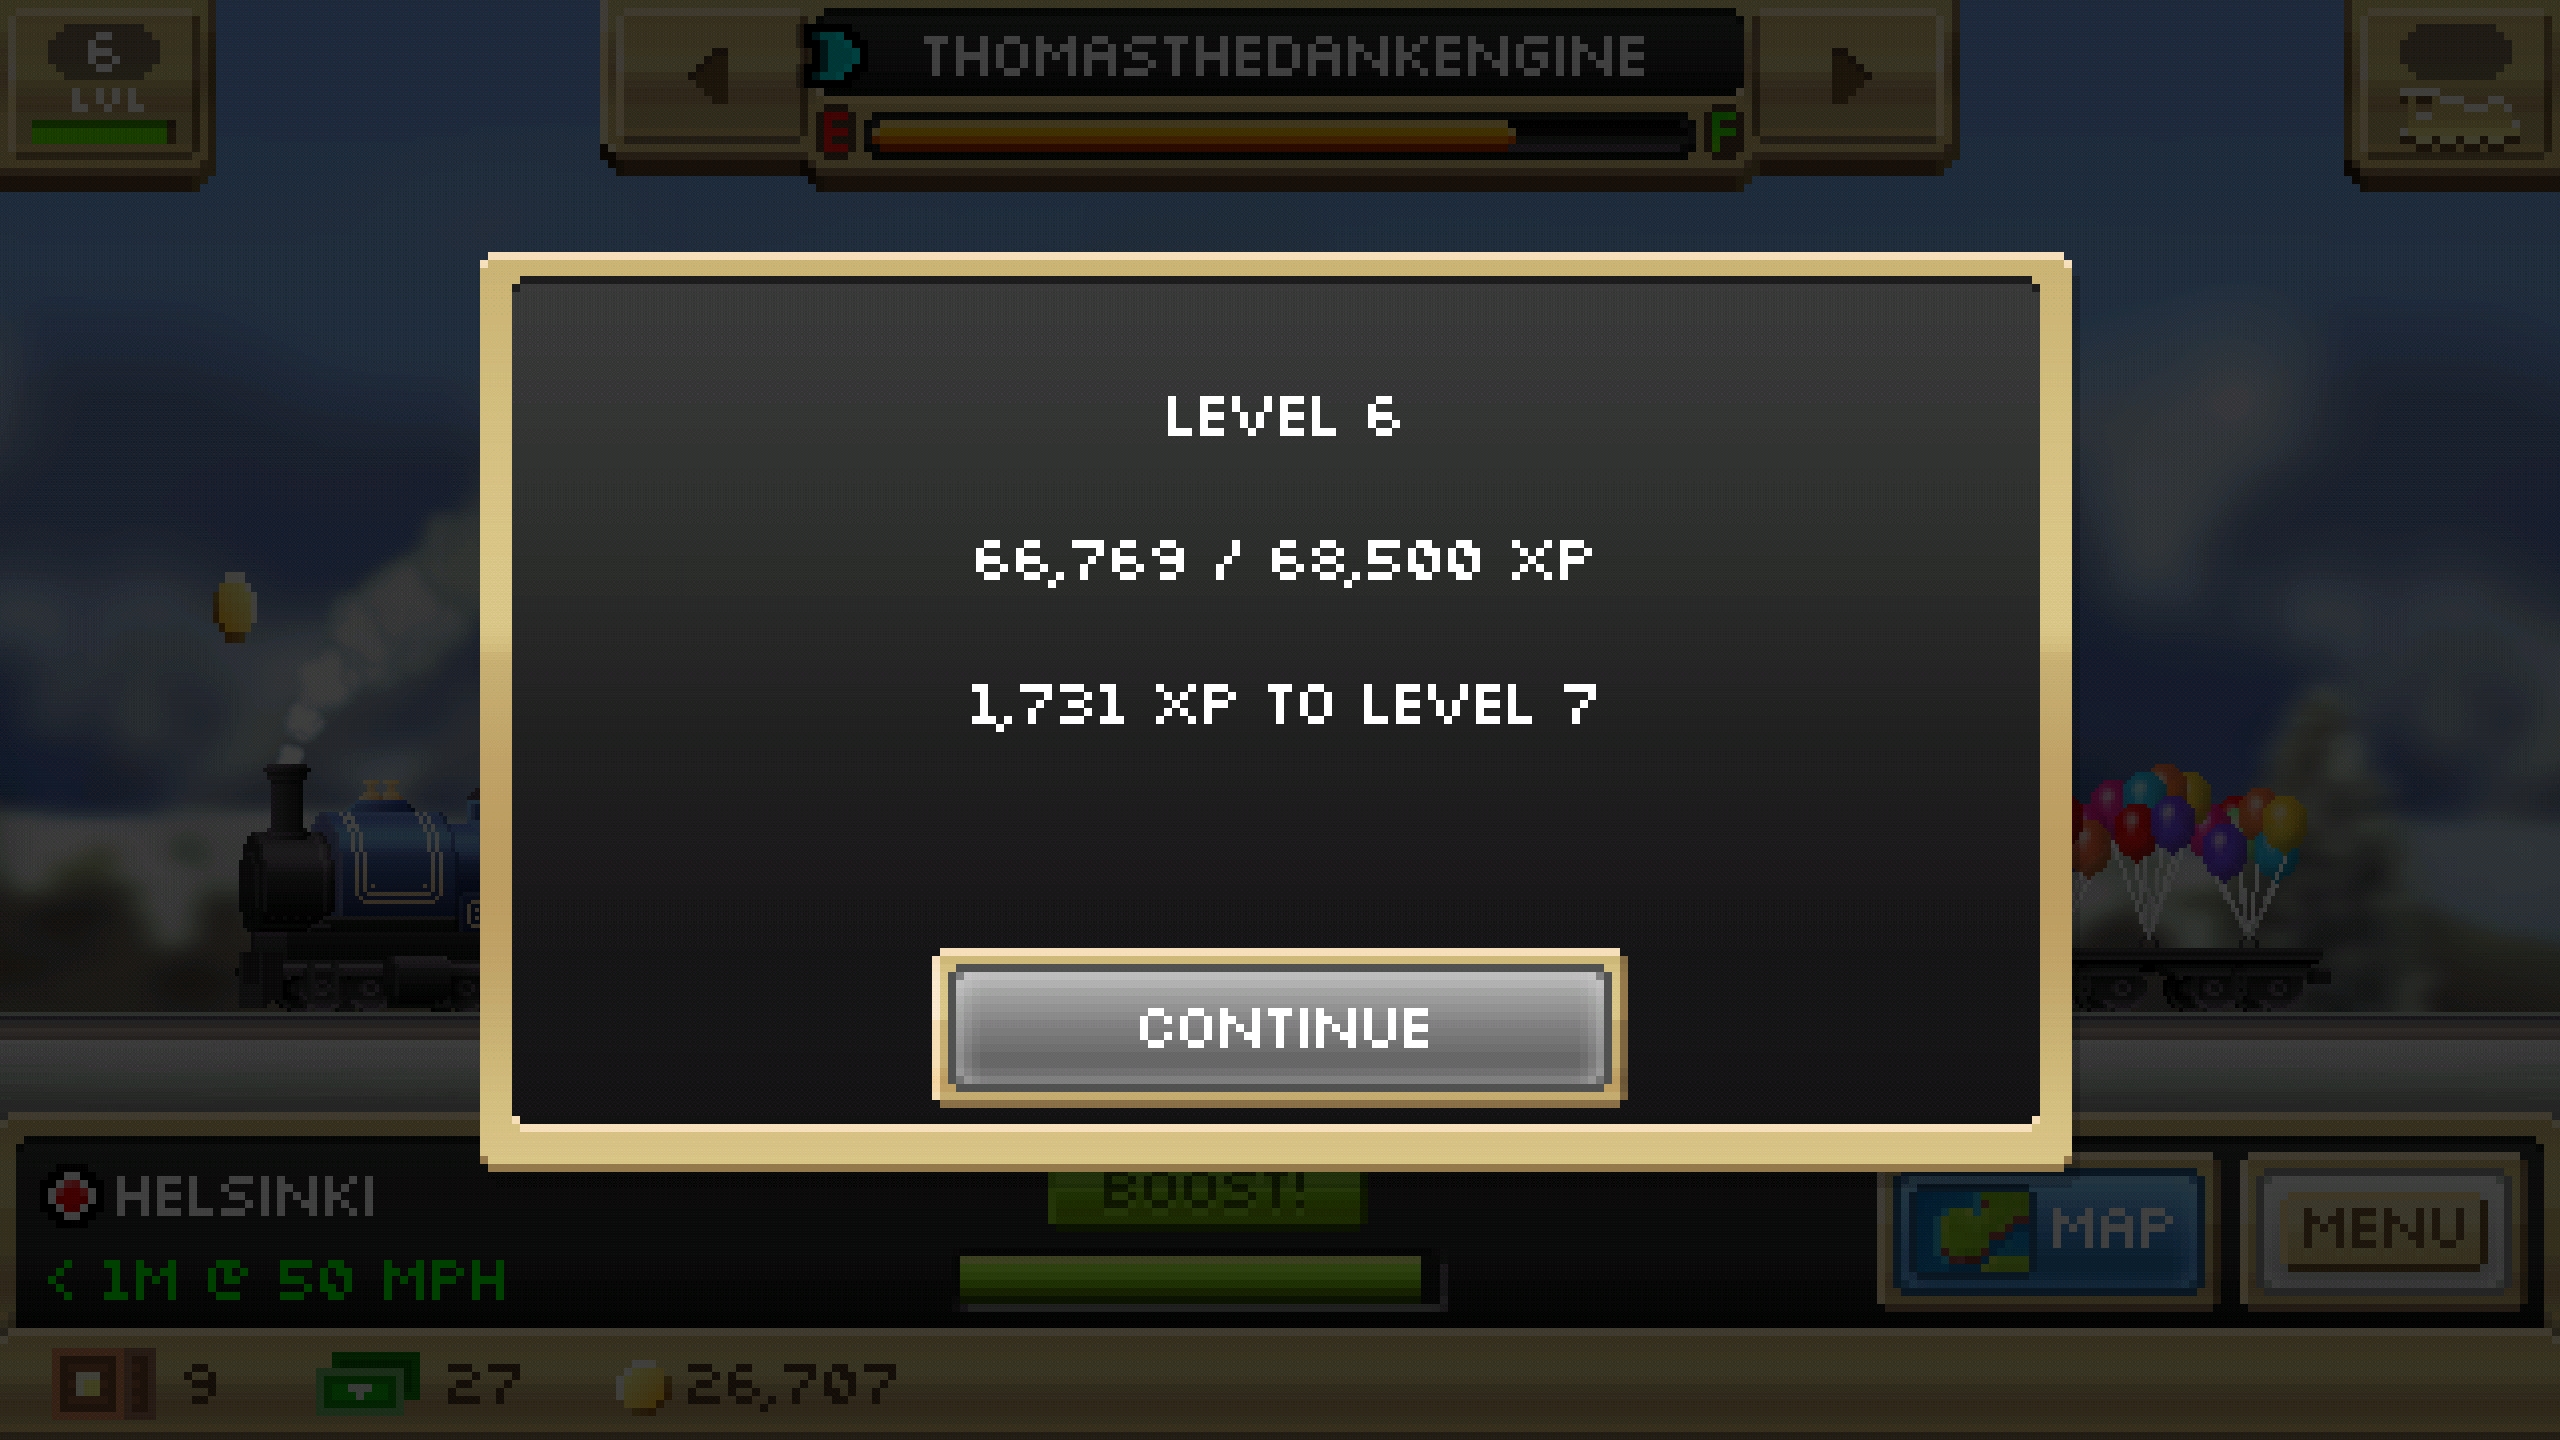 6
LVL
THOMASTHEDANKENGINE
E F
LEVEL 6
66,769 / 68,500 XP
1,731 XP TO LEVEL 7
CONTINUE
BOOST!
HELSINKI
< 1M @ 50 MPH
MAP
MENU
9 27 26,707